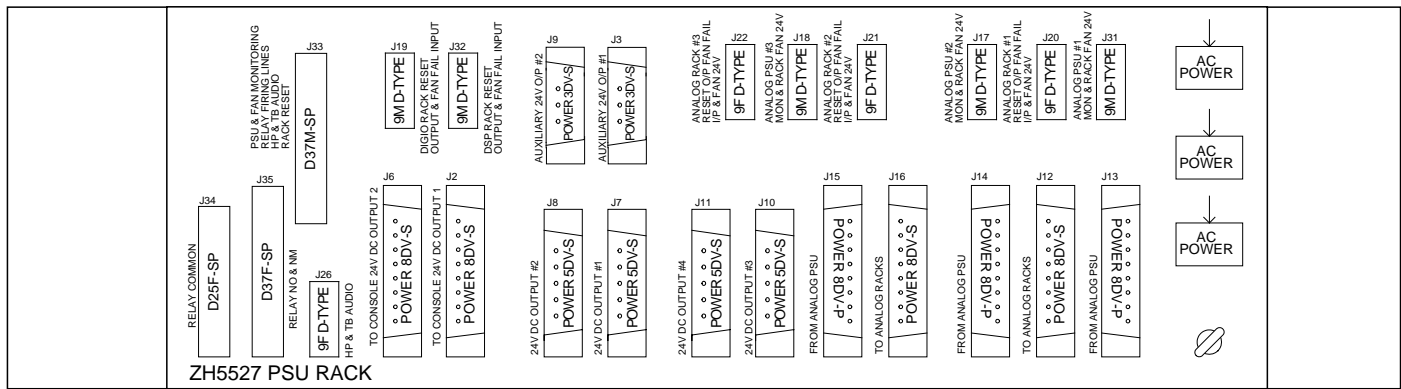 PSU & FAN MONITORING
RELAY FIRING LINES
HP & TB AUDIO
RACK RESET
J33
D37M-SP
J19
9M D-TYPE
DIGIO RACK RESET
OUTPUT & FAN FAIL INPUT
J32
9M D-TYPE
DSP RACK RESET
OUTPUT & FAN FAIL INPUT
AUXILIARY 24V O/P #2
J9
POWER 3DV-S
AUXILIARY 24V O/P #1
J3
POWER 3DV-S
ANALOG RACK #3
RESET O/P FAN FAIL
I/P & FAN 24V
J22
9F D-TYPE
ANALOG PSU #3
MON & RACK FAN 24V
J18
9M D-TYPE
ANALOG RACK #2
RESET O/P FAN FAIL
I/P & FAN 24V
J21
9F D-TYPE
ANALOG PSU #2
MON & RACK FAN 24V
J17
9M D-TYPE
ANALOG RACK #1
RESET O/P FAN FAIL
I/P & FAN 24V
J20
9F D-TYPE
ANALOG PSU #1
MON & RACK FAN 24V
J31
9M D-TYPE
AC
POWER
AC
POWER
AC
POWER
RELAY COMMON
J34
D25F-SP
J35
D37F-SP
RELAY NO & NM
J26
9F D-TYPE
HP & TB AUDIO
TO CONSOLE 24V DC OUTPUT 2
J6
POWER 8DV-S
TO CONSOLE 24V DC OUTPUT 1
J2
POWER 8DV-S
24V DC OUTPUT #2
J8
POWER 5DV-S
24V DC OUTPUT #1
J7
POWER 5DV-S
24V DC OUTPUT #4
J11
POWER 5DV-S
24V DC OUTPUT #3
J10
POWER 5DV-S
FROM ANALOG PSU
J15
POWER 8DV-P
TO ANALOG RACKS
J16
POWER 8DV-S
FROM ANALOG PSU
J14
POWER 8DV-P
TO ANALOG RACKS
J12
POWER 8DV-S
FROM ANALOG PSU
J13
POWER 8DV-P
ZH5527 PSU RACK